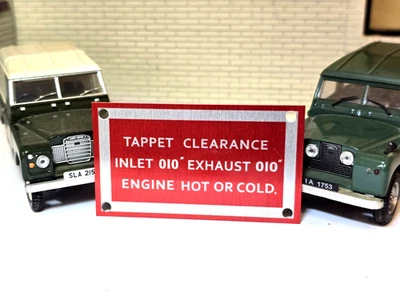 TAPPET CLEARANCE
INLET 010" EXHAUST 010"
ENGINE HOT OR COLD.
SLA 215
IA 1753